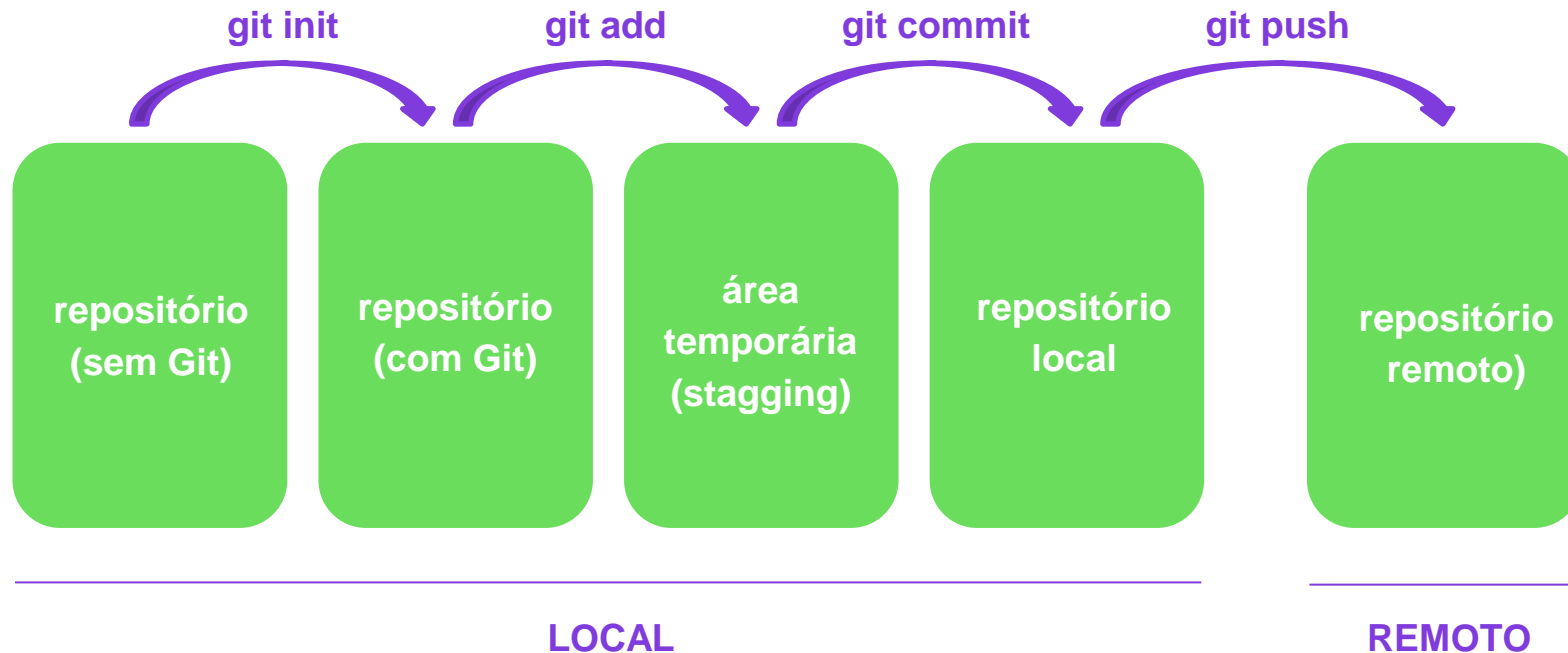 git init
git add
git commit
git push
repositório
(sem Git)
repositório
(com Git)
área
temporária
(stagging)
repositório
local
repositório
remoto)
LOCAL
REMOTO